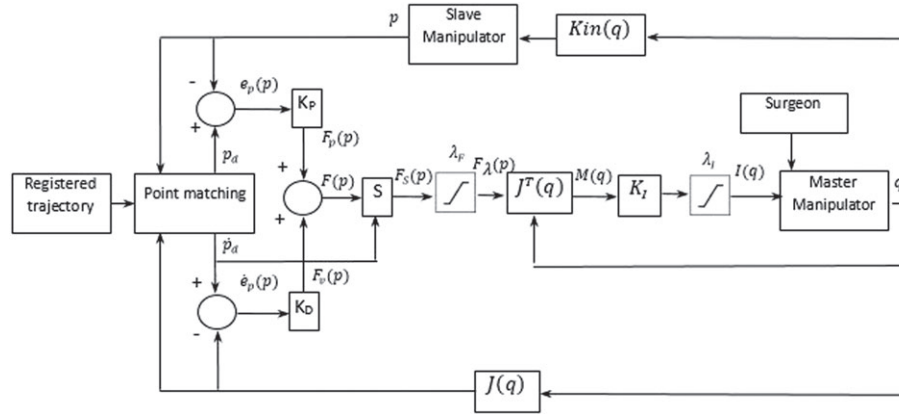 p
Slave
Manipulator
Kin(q)
-
e_p(p)
K_P
+
p_d
F_p(p)
Surgeon
Registered
trajectory
Point matching
+
F(p)
+
S
F_S(p)
λ_F
F_λ(p)
J^T(q)
M(q)
K_I
λ_I
I(q)
Master
Manipulator
q
ṗ_d
+
ė_p(p)
-
K_D
F_v(p)
J(q)